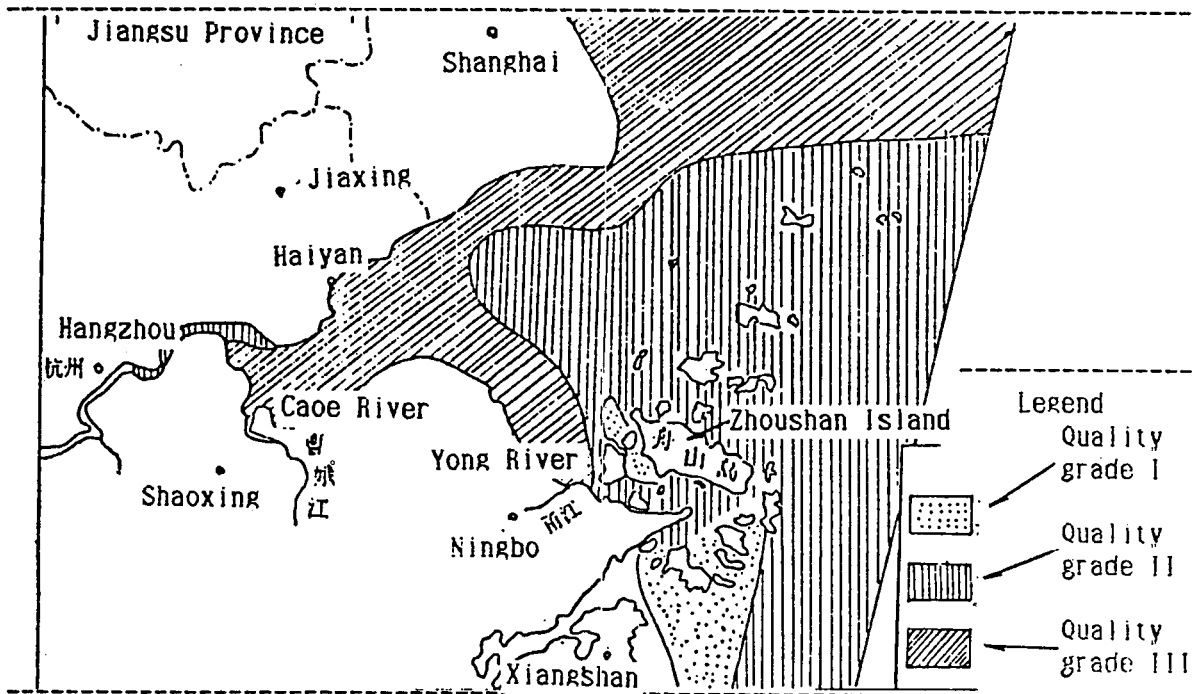 Jiangsu Province
Shanghai
Jiaxing
Haiyan
Hangzhou
杭州
Caoe River
曹娥江
Shaoxing
Yong River
甬江
Ningbo
Zhoushan Island
舟山岛
Xiangshan
Legend
Quality
grade I
Quality
grade II
Quality
grade III